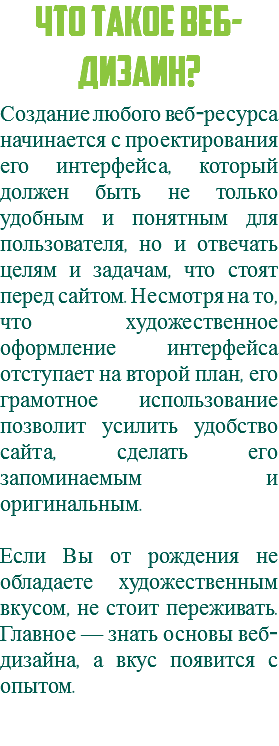 ЧТО ТАКОЕ ВЕБ-
ДИЗАИН?
Создание любого веб-ресурса
начинается с проектирования
его интерфейса, который
должен быть не только
удобным и понятным для
пользователя, но и отвечать
целям и задачам, что стоят
перед сайтом. Несмотря на то,
что художественное
оформление интерфейса
отступает на второй план, его
грамотное использование
позволит усилить удобство
сайта, сделать его
запоминаемым и
оригинальным.
Если Вы от рождения не
обладаете художественным
вкусом, не стоит переживать.
Главное — знать основы веб-
дизайна, а вкус появится с
опытом.